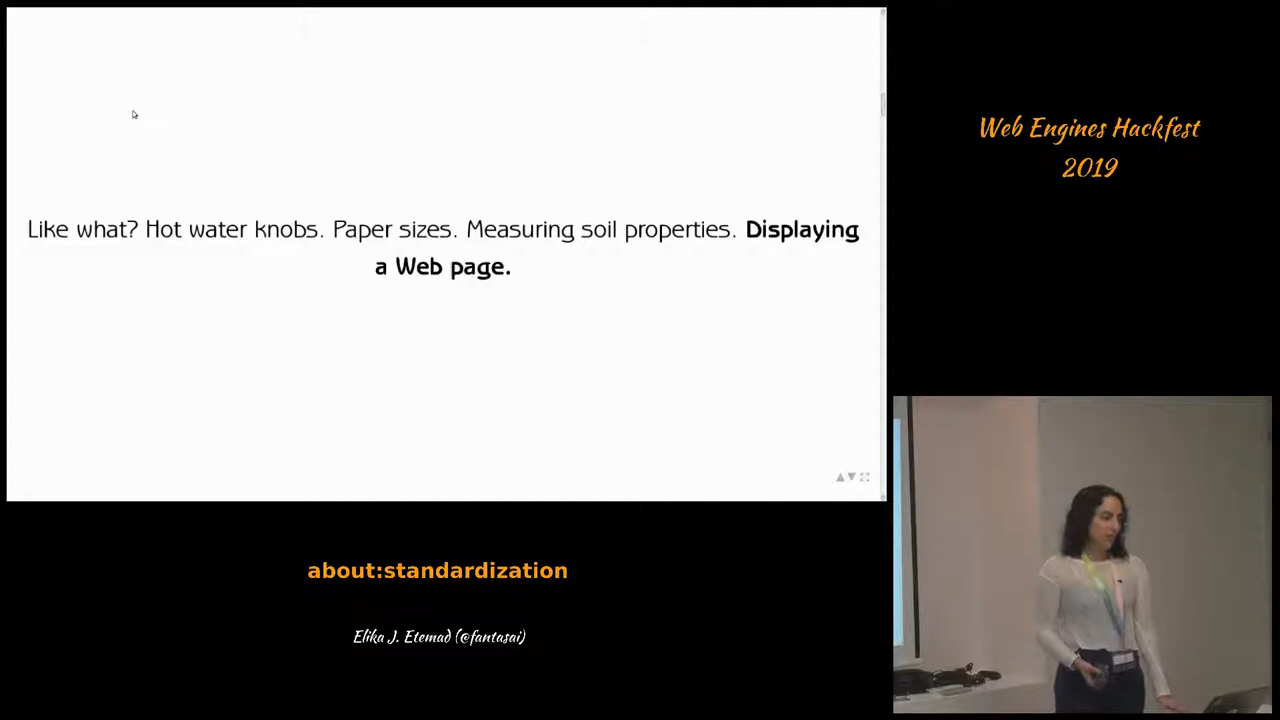 Like what? Hot water knobs. Paper sizes. Measuring soil properties. Displaying
a Web page.
Web Engines Hackfest
2019
about:standardization
Elika J. Etemad (@fantasai)